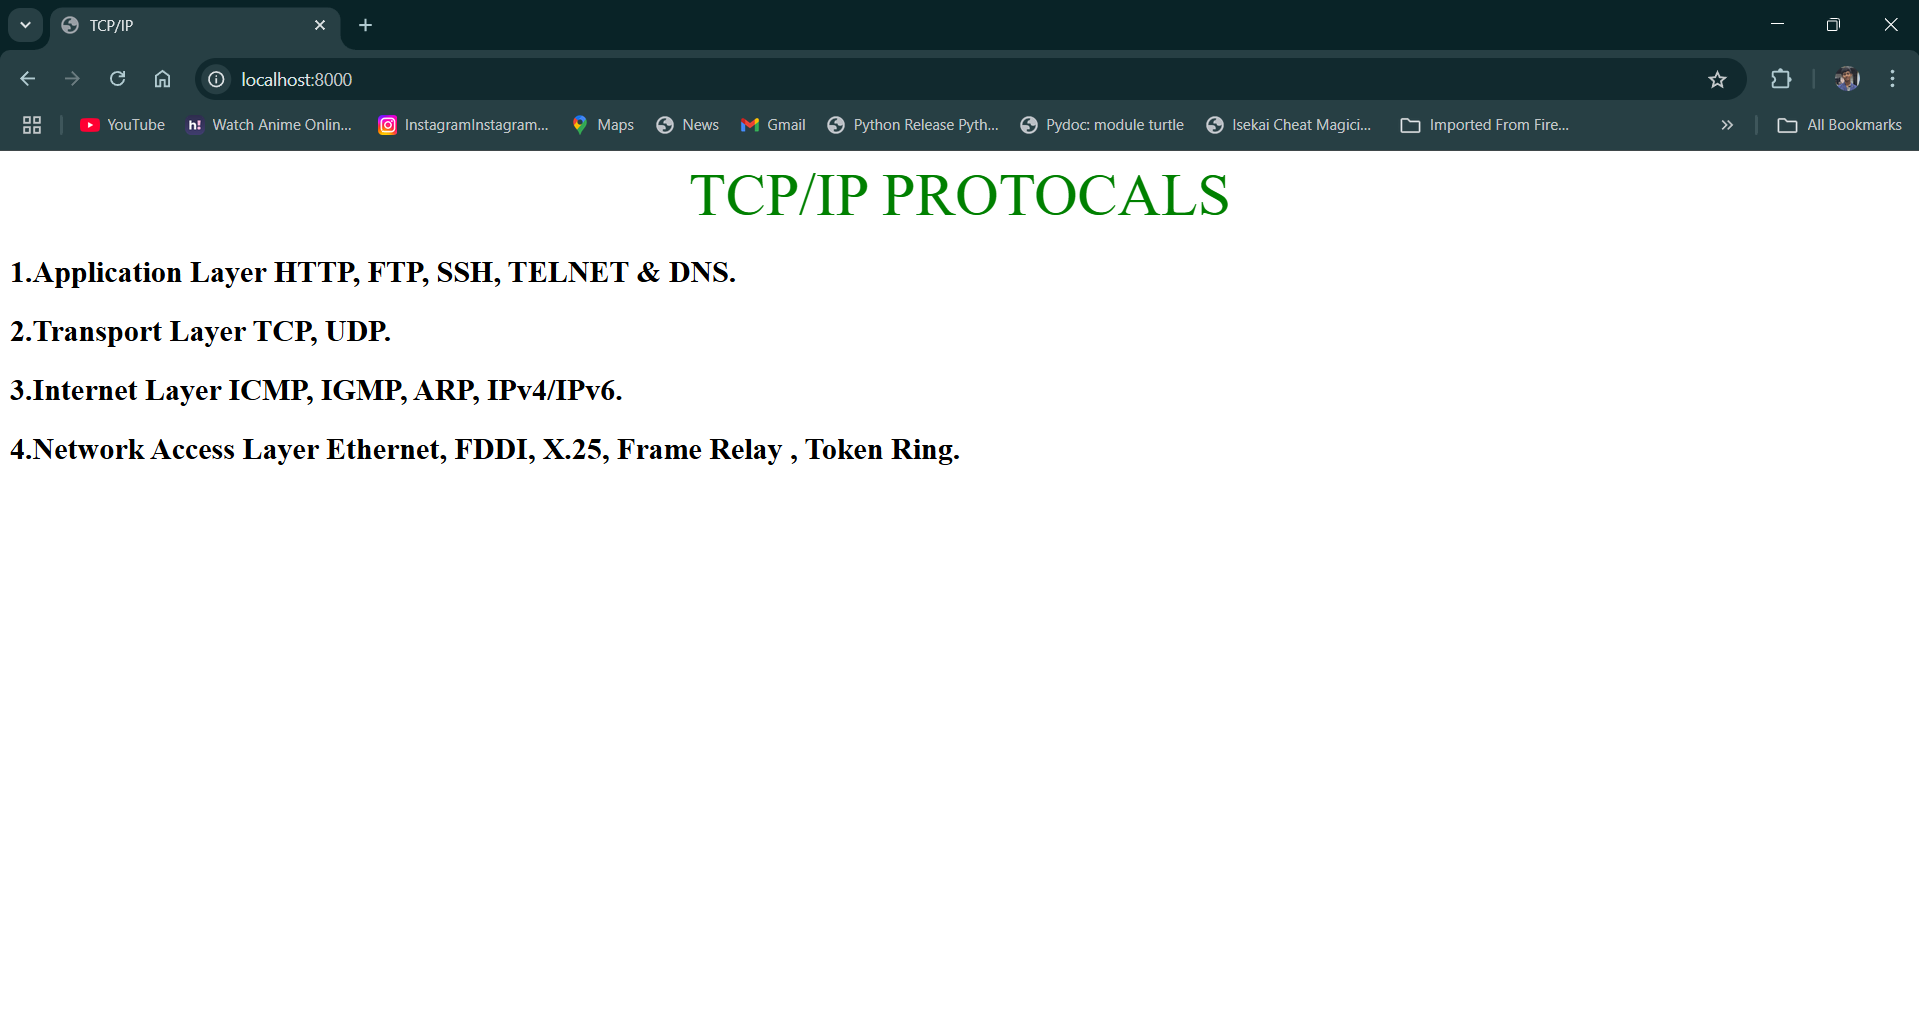 TCP/IP
localhost:8000
YouTube
h! Watch Anime Onlin...
InstagramInstagram...
Maps
News
Gmail
Python Release Pyth...
Pydoc: module turtle
Isekai Cheat Magici...
Imported From Fire...
All Bookmarks
TCP/IP PROTOCALS
1.Application Layer HTTP, FTP, SSH, TELNET & DNS.
2.Transport Layer TCP, UDP.
3.Internet Layer ICMP, IGMP, ARP, IPv4/IPv6.
4.Network Access Layer Ethernet, FDDI, X.25, Frame Relay , Token Ring.